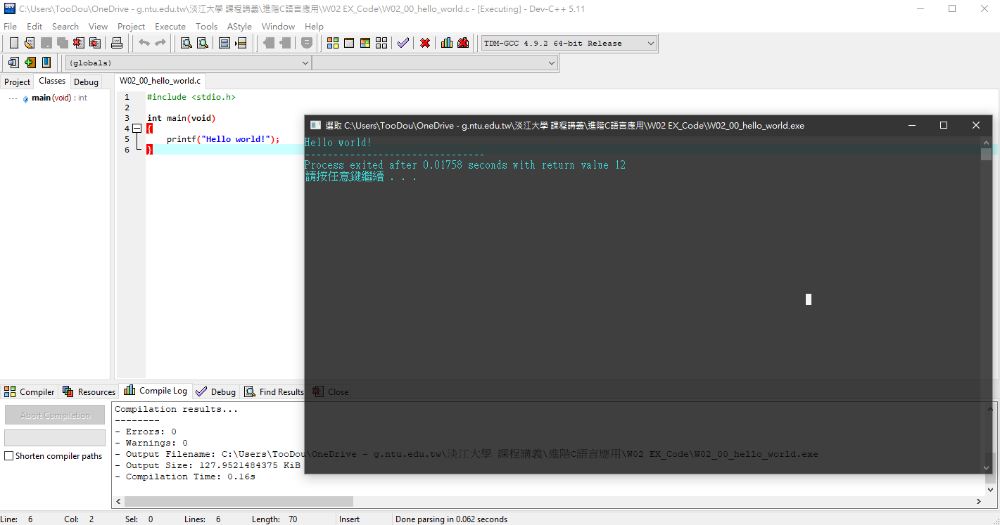 C:\Users\TooDou\OneDrive - g.ntu.edu.tw\淡江大學 課程講義\進階C語言應用\W02 EX_Code\W02_00_hello_world.c - [Executing] - Dev-C++ 5.11
File Edit Search View Project Execute Tools AStyle Window Help
TDM-GCC 4.9.2 64-bit Release
(globals)
Project Classes Debug
main (void) : int
W02_00_hello_world.c
1 #include <stdio.h>
2
3 int main(void)
4 {
5 printf("Hello world!");
6 }
選取 C:\Users\TooDou\OneDrive - g.ntu.edu.tw\淡江大學 課程講義\進階C語言應用\W02 EX_Code\W02_00_hello_world.exe
Hello world!
--------------------------------
Process exited after 0.01758 seconds with return value 12
請按任意鍵繼續 . . .
Compiler Resources Compile Log Debug Find Results Close
Abort Compilation
Shorten compiler paths
Compilation results...
--------
- Errors: 0
- Warnings: 0
- Output Filename: C:\Users\TooDou\OneDrive - g.ntu.edu.tw\淡江大學 課程講義\進階C語言應用\W02 EX_Code\W02_00_hello_world.exe
- Output Size: 127.9521484375 KiB
- Compilation Time: 0.16s
Line: 6 Col: 2 Sel: 0 Lines: 6 Length: 70 Insert Done parsing in 0.062 seconds